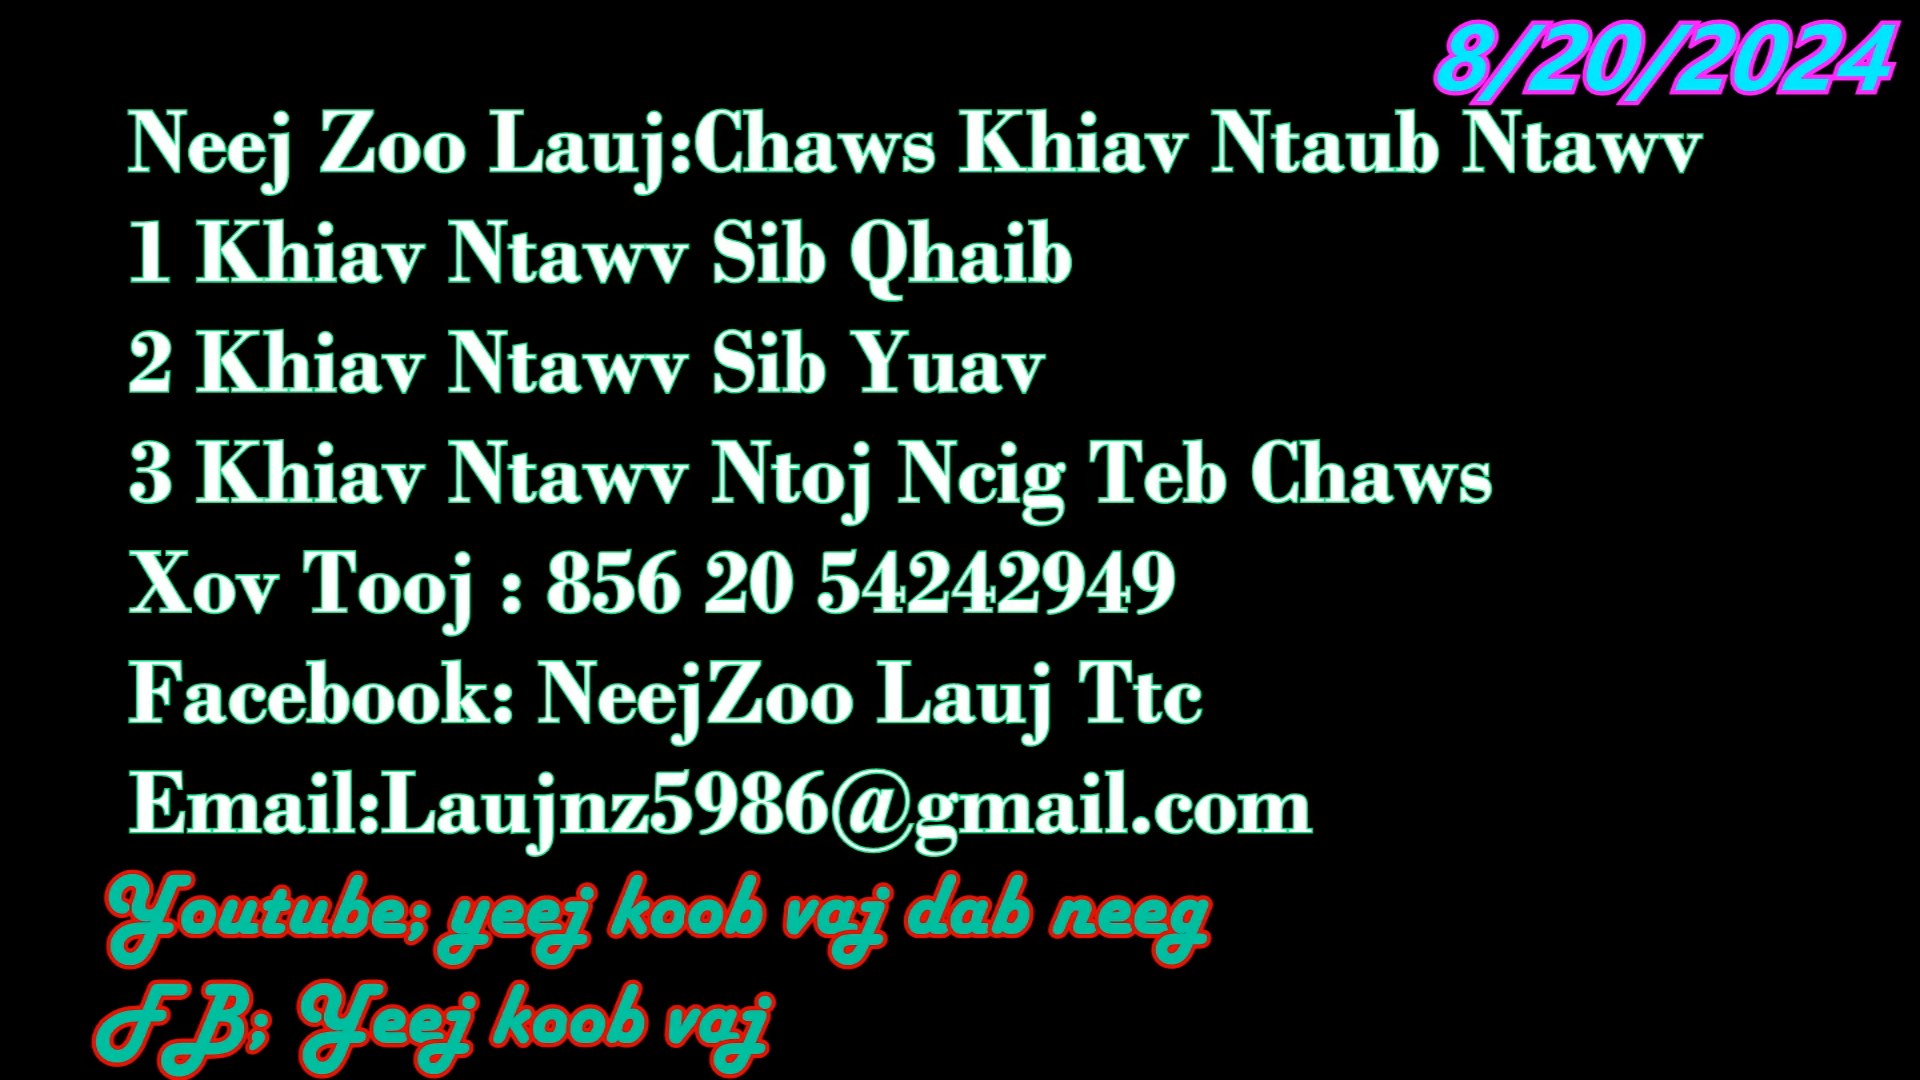 8/20/2024
Neej Zoo Lauj:Chaws Khiav Ntaub Ntawv
1 Khiav Ntawv Sib Qhaib
2 Khiav Ntawv Sib Yuav
3 Khiav Ntawv Ntoj Ncig Teb Chaws
Xov Tooj : 856 20 54242949
Facebook: NeejZoo Lauj Ttc
Email:Laujnz5986@gmail.com
Youtube; yeej koob vaj dab neeg
FB; Yeej koob vaj